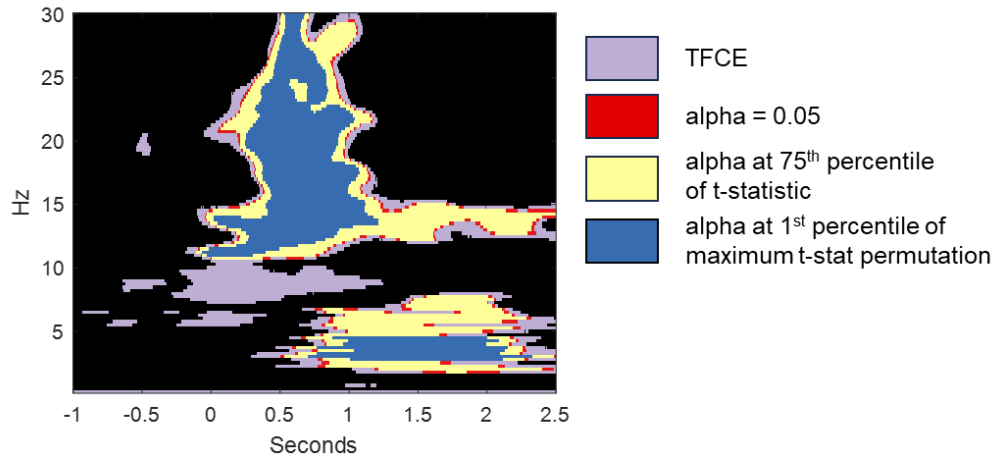 30
25
20
15
10
5
Hz
-1 -0.5 0 0.5 1 1.5 2 2.5
Seconds
TFCE
alpha = 0.05
alpha at 75th percentile
of t-statistic
alpha at 1st percentile of
maximum t-stat permutation